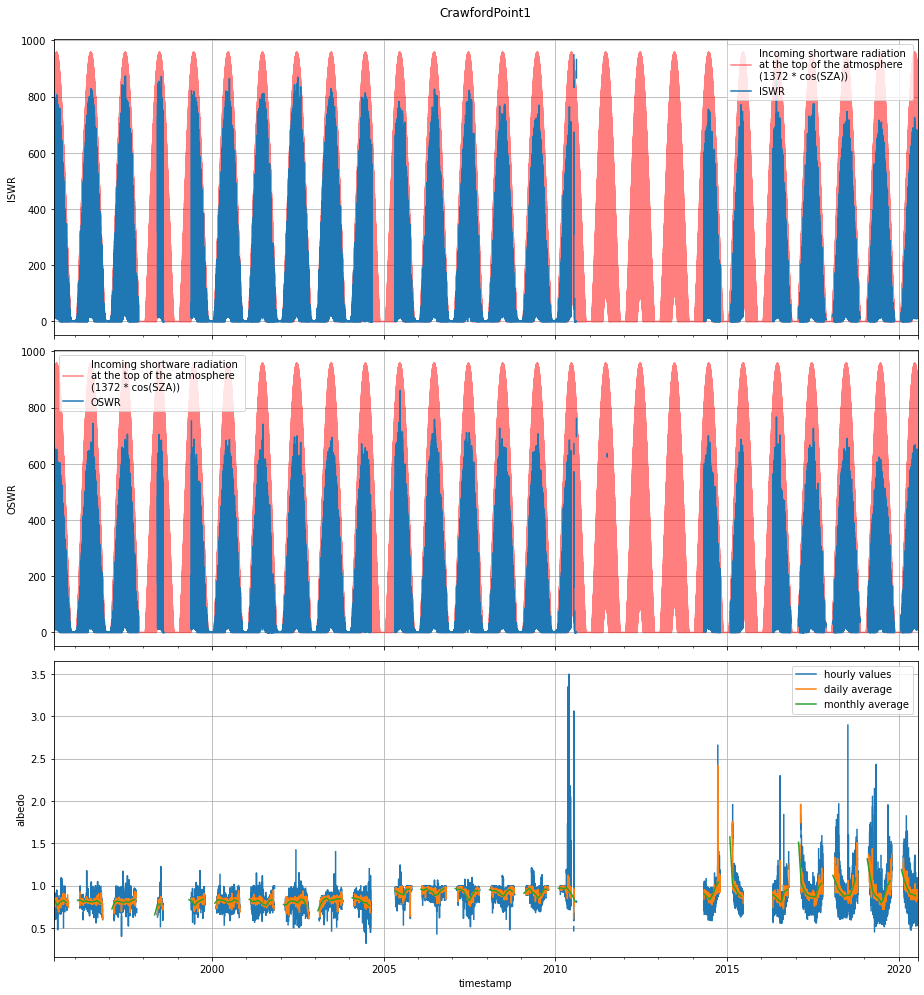 CrawfordPoint1
1000
800
600
400
200
0
ISWR
Incoming shortware radiation
at the top of the atmosphere
(1372 * cos(SZA))
ISWR
1000
800
600
400
200
0
OSWR
Incoming shortware radiation
at the top of the atmosphere
(1372 * cos(SZA))
OSWR
3.5
3.0
2.5
2.0
1.5
1.0
0.5
albedo
hourly values
daily average
monthly average
2000
2005
2010
2015
2020
timestamp